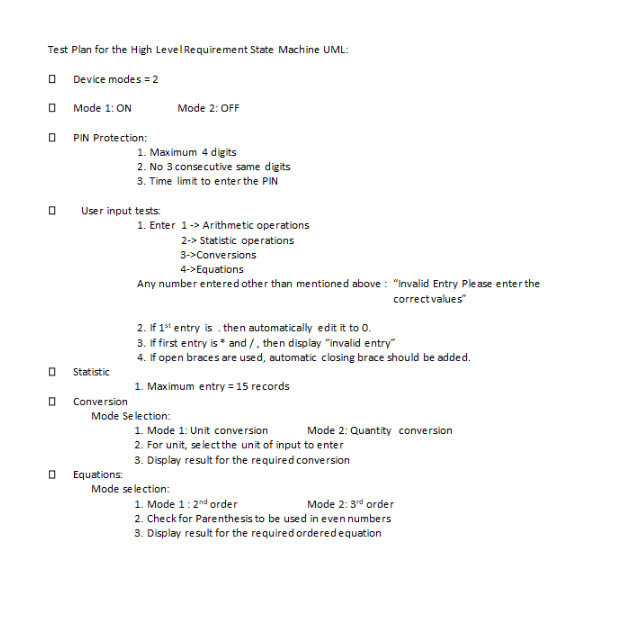 Test Plan for the High Level Requirement State Machine UML:
Device modes = 2
Mode 1: ON Mode 2: OFF
PIN Protection:
1. Maximum 4 digits
2. No 3 consecutive same digits
3. Time limit to enter the PIN
User input tests:
1. Enter 1 -> Arithmetic operations
2-> Statistic operations
3->Conversions
4->Equations
Any number entered other than mentioned above : “Invalid Entry Please enter the
correct values”
2. If 1st entry is . then automatically edit it to 0.
3. If first entry is * and / , then display “invalid entry”
4. If open braces are used, automatic closing brace should be added.
Statistic
1. Maximum entry = 15 records
Conversion
Mode Selection:
1. Mode 1: Unit conversion Mode 2: Quantity conversion
2. For unit, select the unit of input to enter
3. Display result for the required conversion
Equations:
Mode selection:
1. Mode 1 : 2nd order Mode 2: 3rd order
2. Check for Parenthesis to be used in even numbers
3. Display result for the required ordered equation